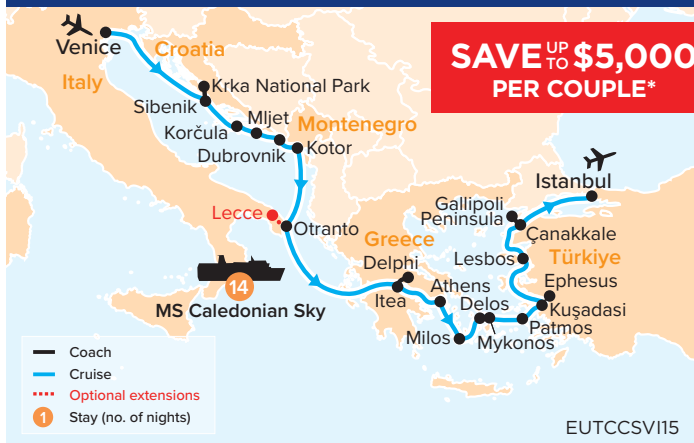 SAVE UP TO $5,000
PER COUPLE*
Venice
Croatia
Italy
Krka National Park
Sibenik
Mljet
Korčula
Montenegro
Dubrovnik
Kotor
Istanbul
Gallipoli
Peninsula
Lecce
Otranto
Çanakkale
Greece
Lesbos
Türkiye
Delphi
Ephesus
Athens
Itea
Delos
Kuşadasi
14
MS Caledonian Sky
Patmos
Milos
Mykonos
Coach
Cruise
Optional extensions
1 Stay (no. of nights)
EUTCCSVI15